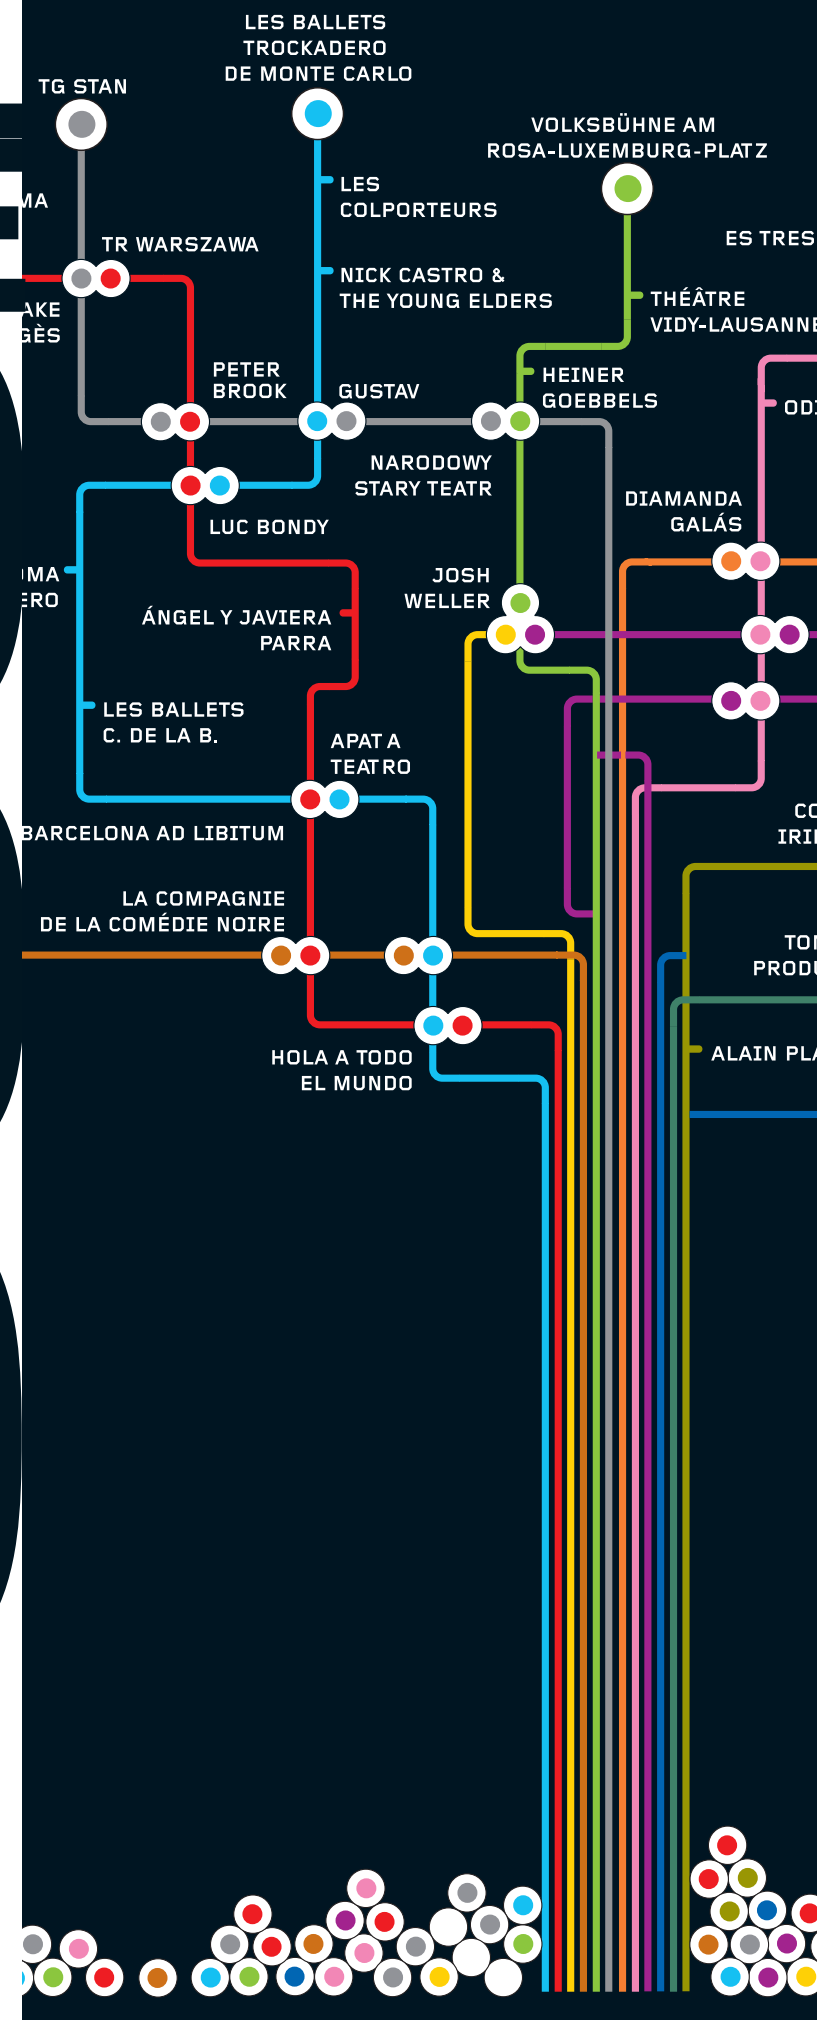 LES BALLETS
TROCKADERO
DE MONTE CARLO
TG STAN
VOLKSBÜHNE AM
ROSA-LUXEMBURG-PLATZ
LES
COLPORTEURS
TR WARSZAWA
ES TRES
NICK CASTRO &
THE YOUNG ELDERS
THÉÂTRE
VIDY-LAUSANNE
PETER
BROOK
GUSTAV
HEINER
GOEBBELS
NARODOWY
STARY TEATR
DIAMANDA
GALÁS
LUC BONDY
JOSH
WELLER
ÁNGEL Y JAVIERA
PARRA
LES BALLETS
C. DE LA B.
APATA
TEATRO
BARCELONA AD LIBITUM
LA COMPAGNIE
DE LA COMÉDIE NOIRE
HOLA A TODO
EL MUNDO
ALAIN